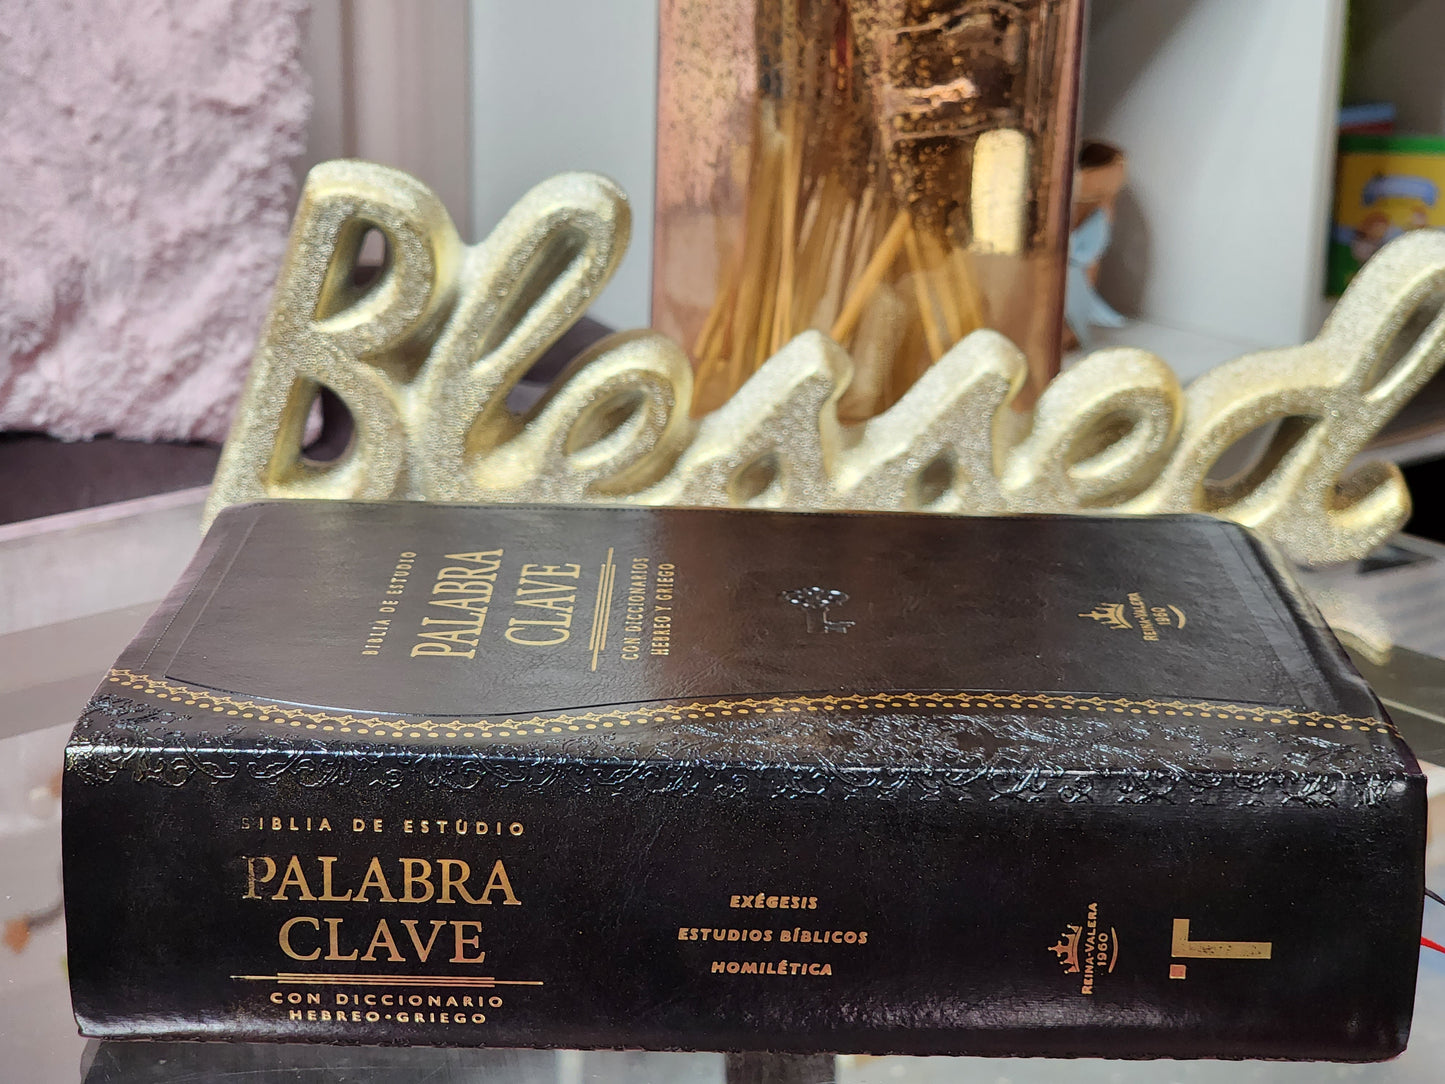 Blessed
BIBLIA DE ESTUDIO
PALABRA
CLAVE
CON DICCIONARIOS
HEBREO Y GRIEGO
REINA-VALERA
1960
BIBLIA DE ESTÚDIO
PALABRA
CLAVE
CON DICCIONARIO
HEBREO•GRIEGO
EXÉGESIS
ESTUDIOS BÍBLICOS
HOMILÉTICA
REINA-VALERA
1960